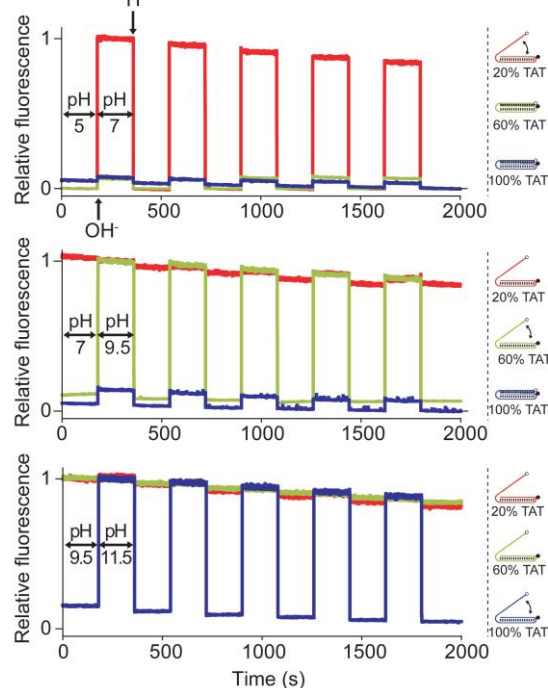 H⁺
Relative fluorescence
1
0
pH 5
pH 7
OH⁻
0 500 1000 1500 2000
20% TAT
60% TAT
100% TAT
Relative fluorescence
1
0
pH 7
pH 9.5
0 500 1000 1500 2000
20% TAT
60% TAT
100% TAT
Relative fluorescence
1
0
pH 9.5
pH 11.5
0 500 1000 1500 2000
Time (s)
20% TAT
60% TAT
100% TAT